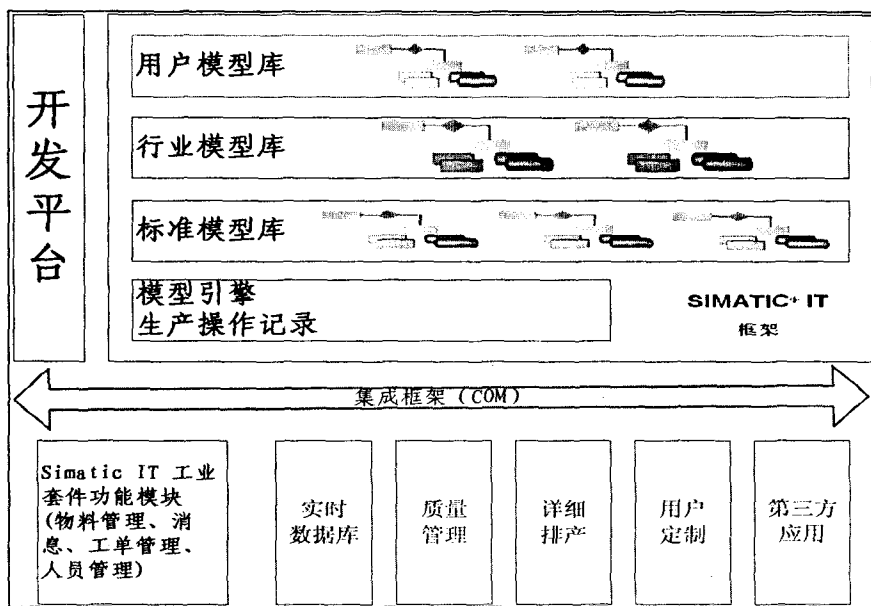 开发平台
用户模型库
行业模型库
标准模型库
模型引擎
生产操作记录
SIMATIC IT
框架
集成框架 (COM)
Simatic IT 工业
套件功能模块
(物料管理、消
息、工单管理、
人员管理)
实时
数据库
质量
管理
详细
排产
用户
定制
第三方
应用